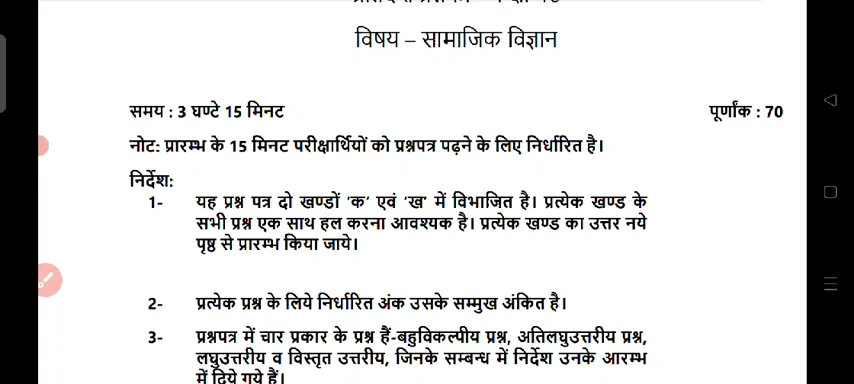 विषय – सामाजिक विज्ञान
समय : 3 घण्टे 15 मिनट पूर्णांक : 70
नोट: प्रारम्भ के 15 मिनट परीक्षार्थियों को प्रश्नपत्र पढ़ने के लिए निर्धारित है।
निर्देश:
1- यह प्रश्न पत्र दो खण्डों ‘क’ एवं ‘ख’ में विभाजित है। प्रत्येक खण्ड के
सभी प्रश्न एक साथ हल करना आवश्यक है। प्रत्येक खण्ड का उत्तर नये
पृष्ठ से प्रारम्भ किया जाये।
2- प्रत्येक प्रश्न के लिये निर्धारित अंक उसके सम्मुख अंकित है।
3- प्रश्नपत्र में चार प्रकार के प्रश्न हैं-बहुविकल्पीय प्रश्न, अतिलघुउत्तरीय प्रश्न,
लघुउत्तरीय व विस्तृत उत्तरीय, जिनके सम्बन्ध में निर्देश उनके आरम्भ
में दिये गये हैं।